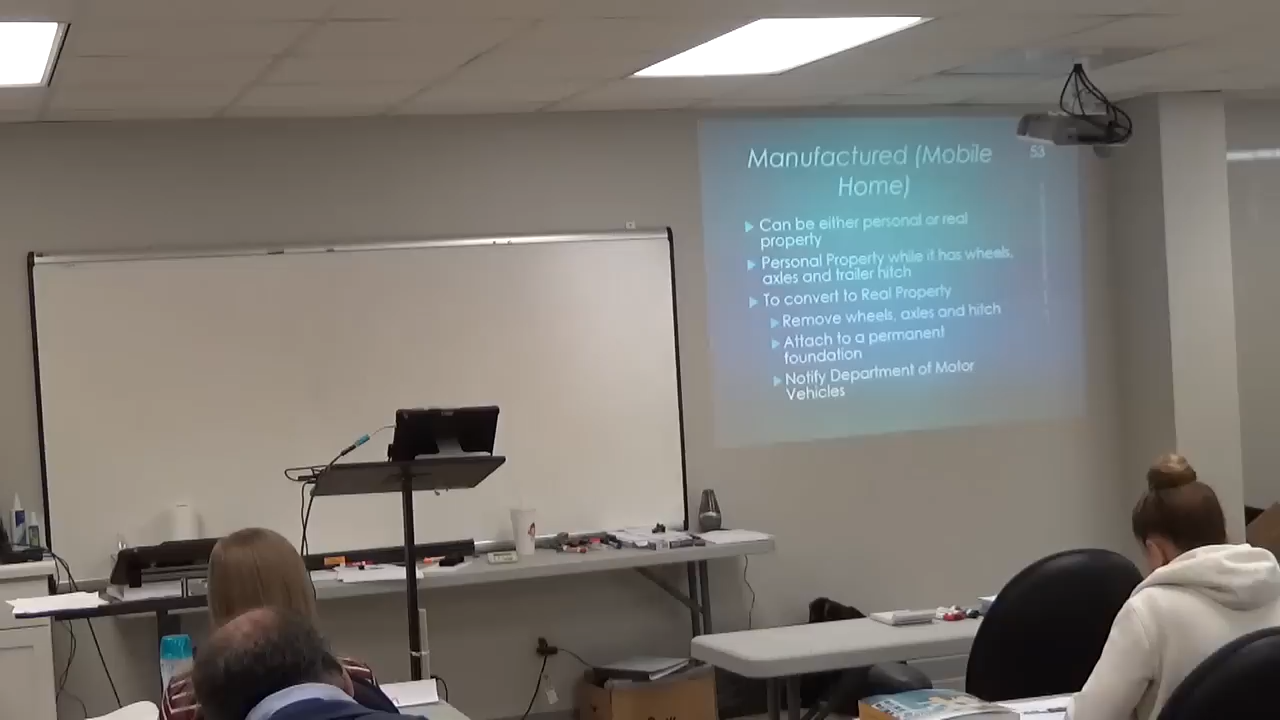 Manufactured (Mobile
Home)
53
Can be either personal or real
property
Personal Property while it has wheels,
axles and trailer hitch
To convert to Real Property
Remove wheels, axles and hitch
Attach to a permanent
foundation
Notify Department of Motor
Vehicles